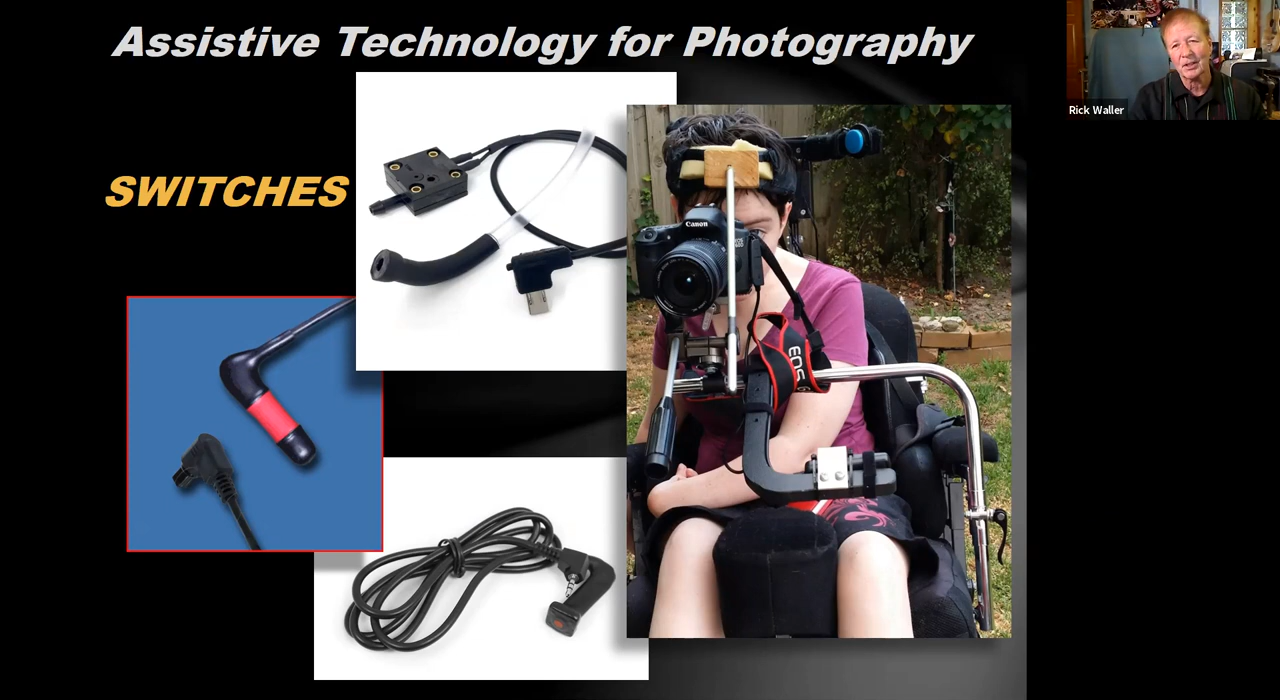 Assistive Technology for Photography
Rick Waller
SWITCHES
Canon
EOS